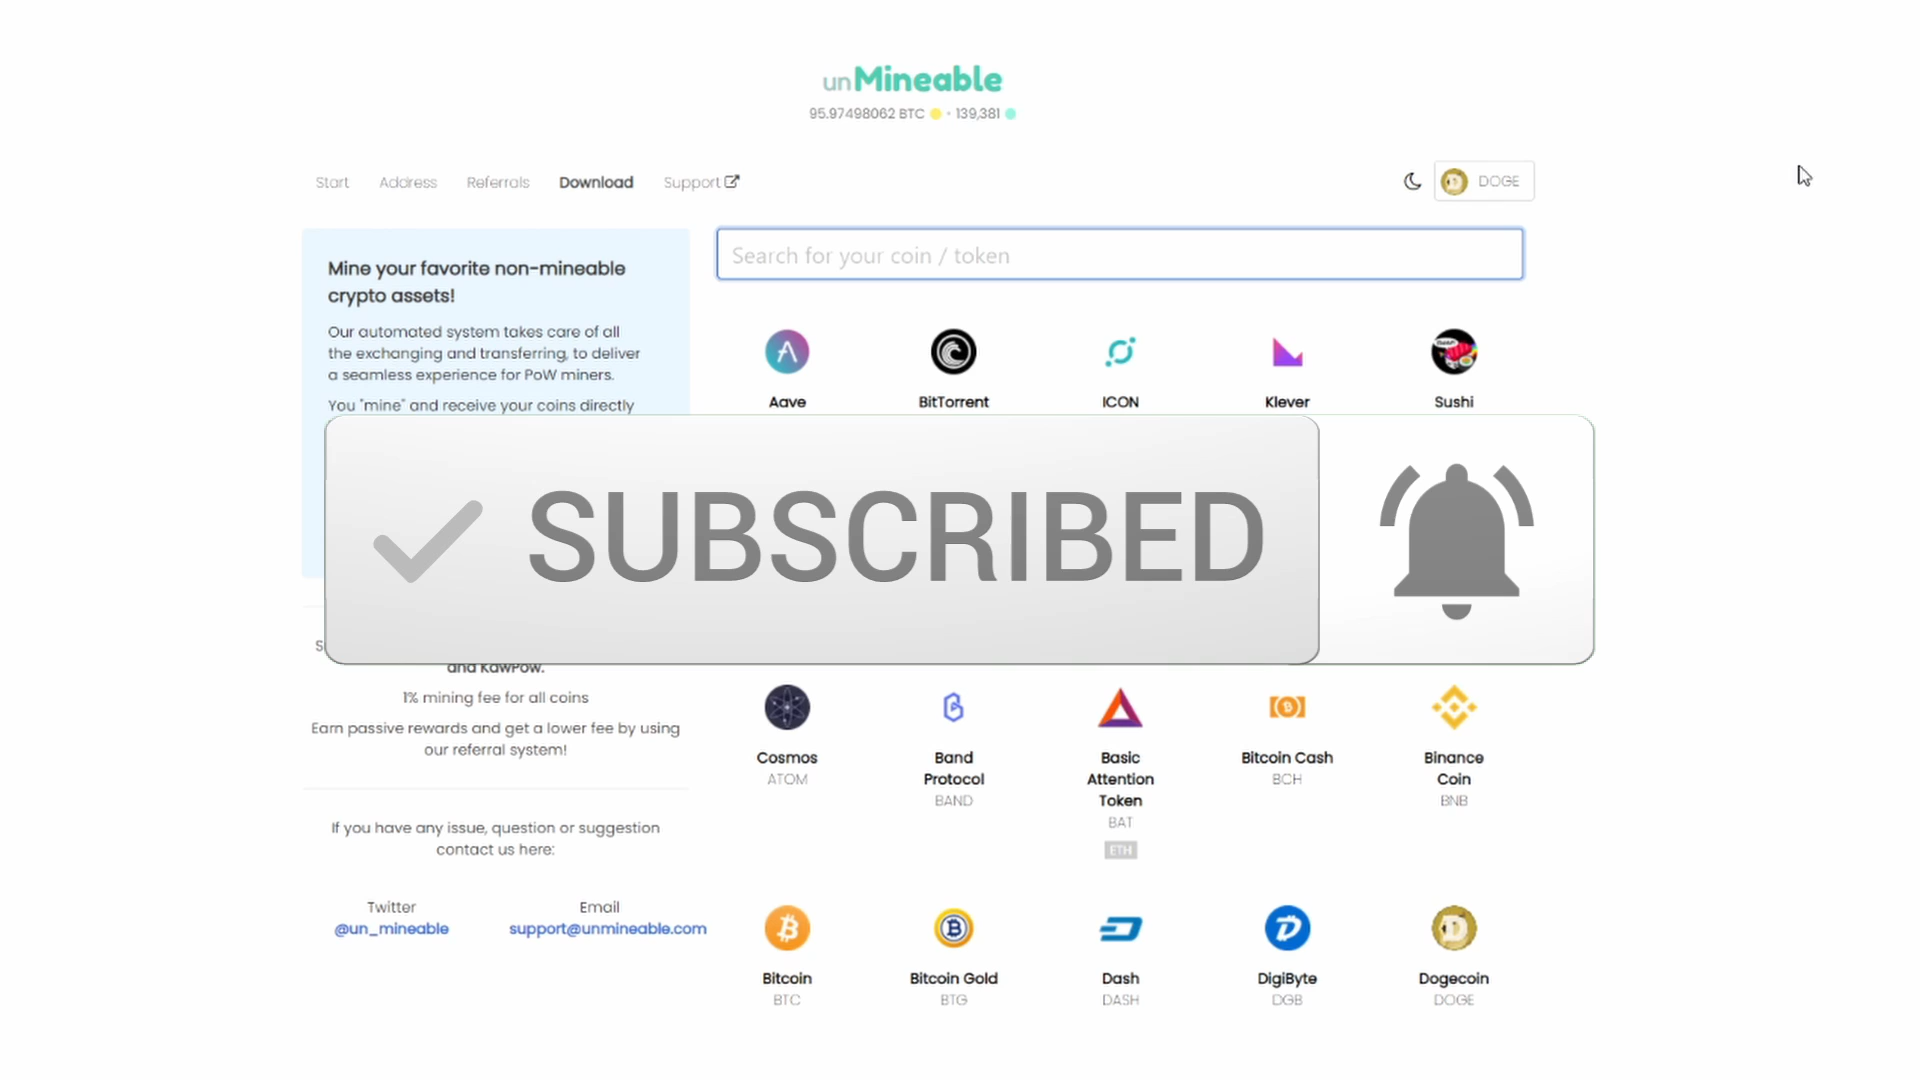 unMineable
95.97498062 BTC • 139,381
Start Address Referrals Download Support
DOGE
Search for your coin / token
Mine your favorite non-mineable
crypto assets!
Our automated system takes care of all
the exchanging and transferring, to deliver
a seamless experience for PoW miners.
You "mine" and receive your coins directly
Aave
BitTorrent
ICON
Klever
Sushi
SUBSCRIBED
and KawPow.
1% mining fee for all coins
Earn passive rewards and get a lower fee by using
our referral system!
If you have any issue, question or suggestion
contact us here:
Twitter
@un_mineable
Email
support@unmineable.com
Cosmos
ATOM
Band
Protocol
BAND
Basic
Attention
Token
BAT
ETH
Bitcoin Cash
BCH
Binance
Coin
BNB
Bitcoin
BTC
Bitcoin Gold
BTG
Dash
DASH
DigiByte
DGB
Dogecoin
DOGE